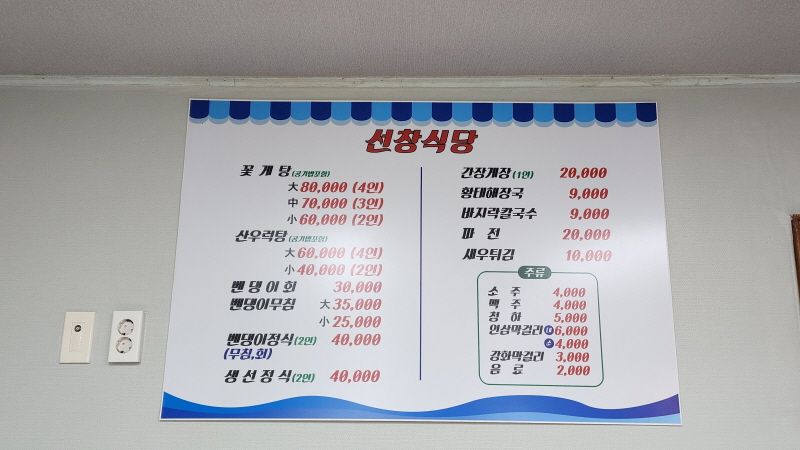 선창식당
꽃 게 탕 (공기밥포함)
大 80,000 (4인)
中 70,000 (3인)
小 60,000 (2인)
산우럭탕 (공기밥포함)
大 60,000 (4인)
小 40,000 (2인)
벤 댕 이 회 30,000
벤댕이무침 大 35,000
小 25,000
벤댕이정식(2인) 40,000
(무침,회)
생 선 정 식(2인) 40,000
간장게장(1인) 20,000
황태해장국 9,000
바지락칼국수 9,000
파 전 20,000
새우튀김 10,000
주류
소 주 4,000
맥 주 4,000
청 하 5,000
인삼막걸리 대 6,000
소 4,000
강화막걸리 3,000
음 료 2,000